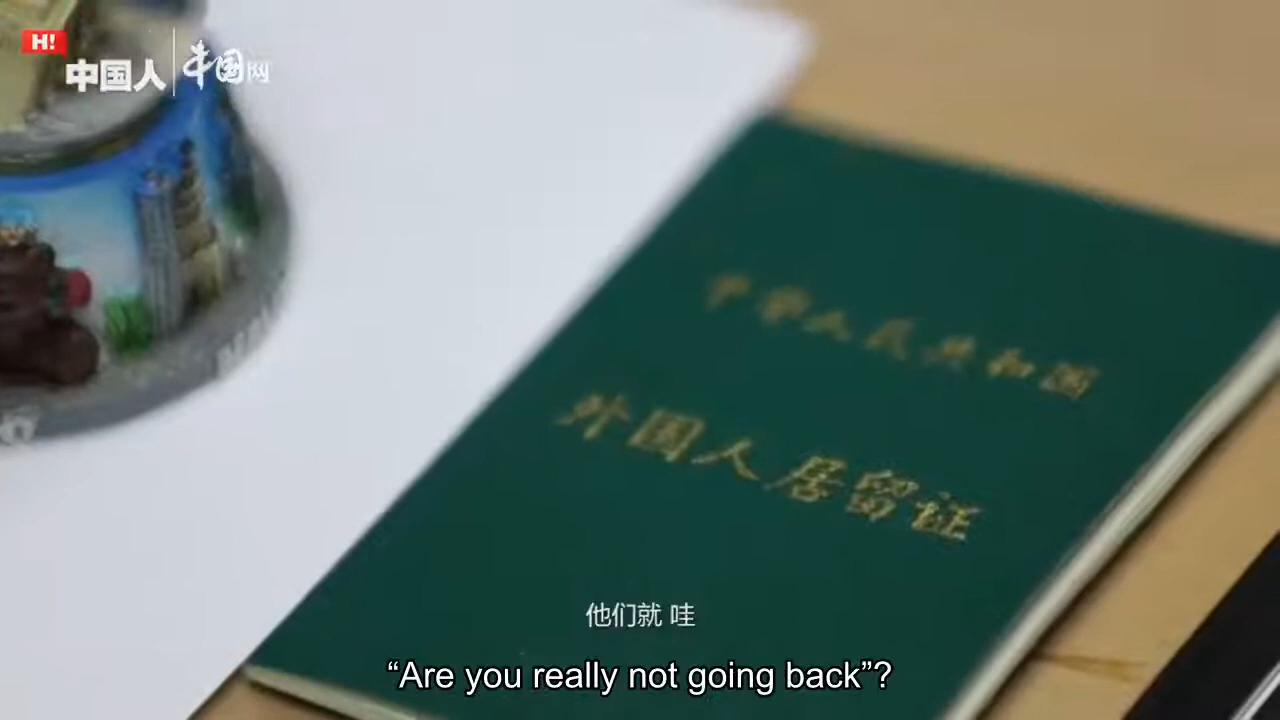 H!
中国人
中国网
中华人民共和国
外国人居留证
他们就 哇
“Are you really not going back”?